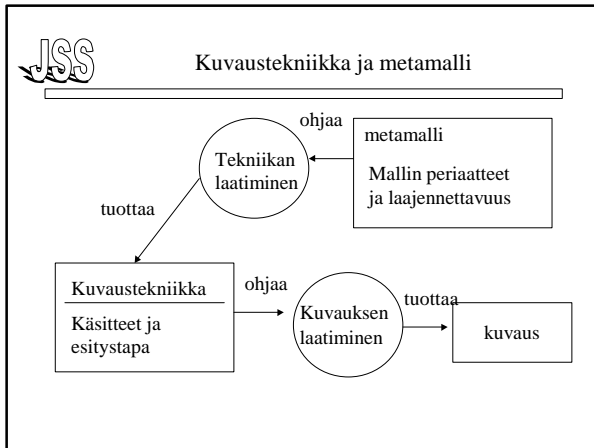 JSS
Kuvaustekniikka ja metamalli
ohjaa
metamalli
Mallin periaatteet
ja laajennettavuus
Tekniikan
laatiminen
tuottaa
Kuvaustekniikka
Käsitteet ja
esitystapa
ohjaa
Kuvauksen
laatiminen
tuottaa
kuvaus